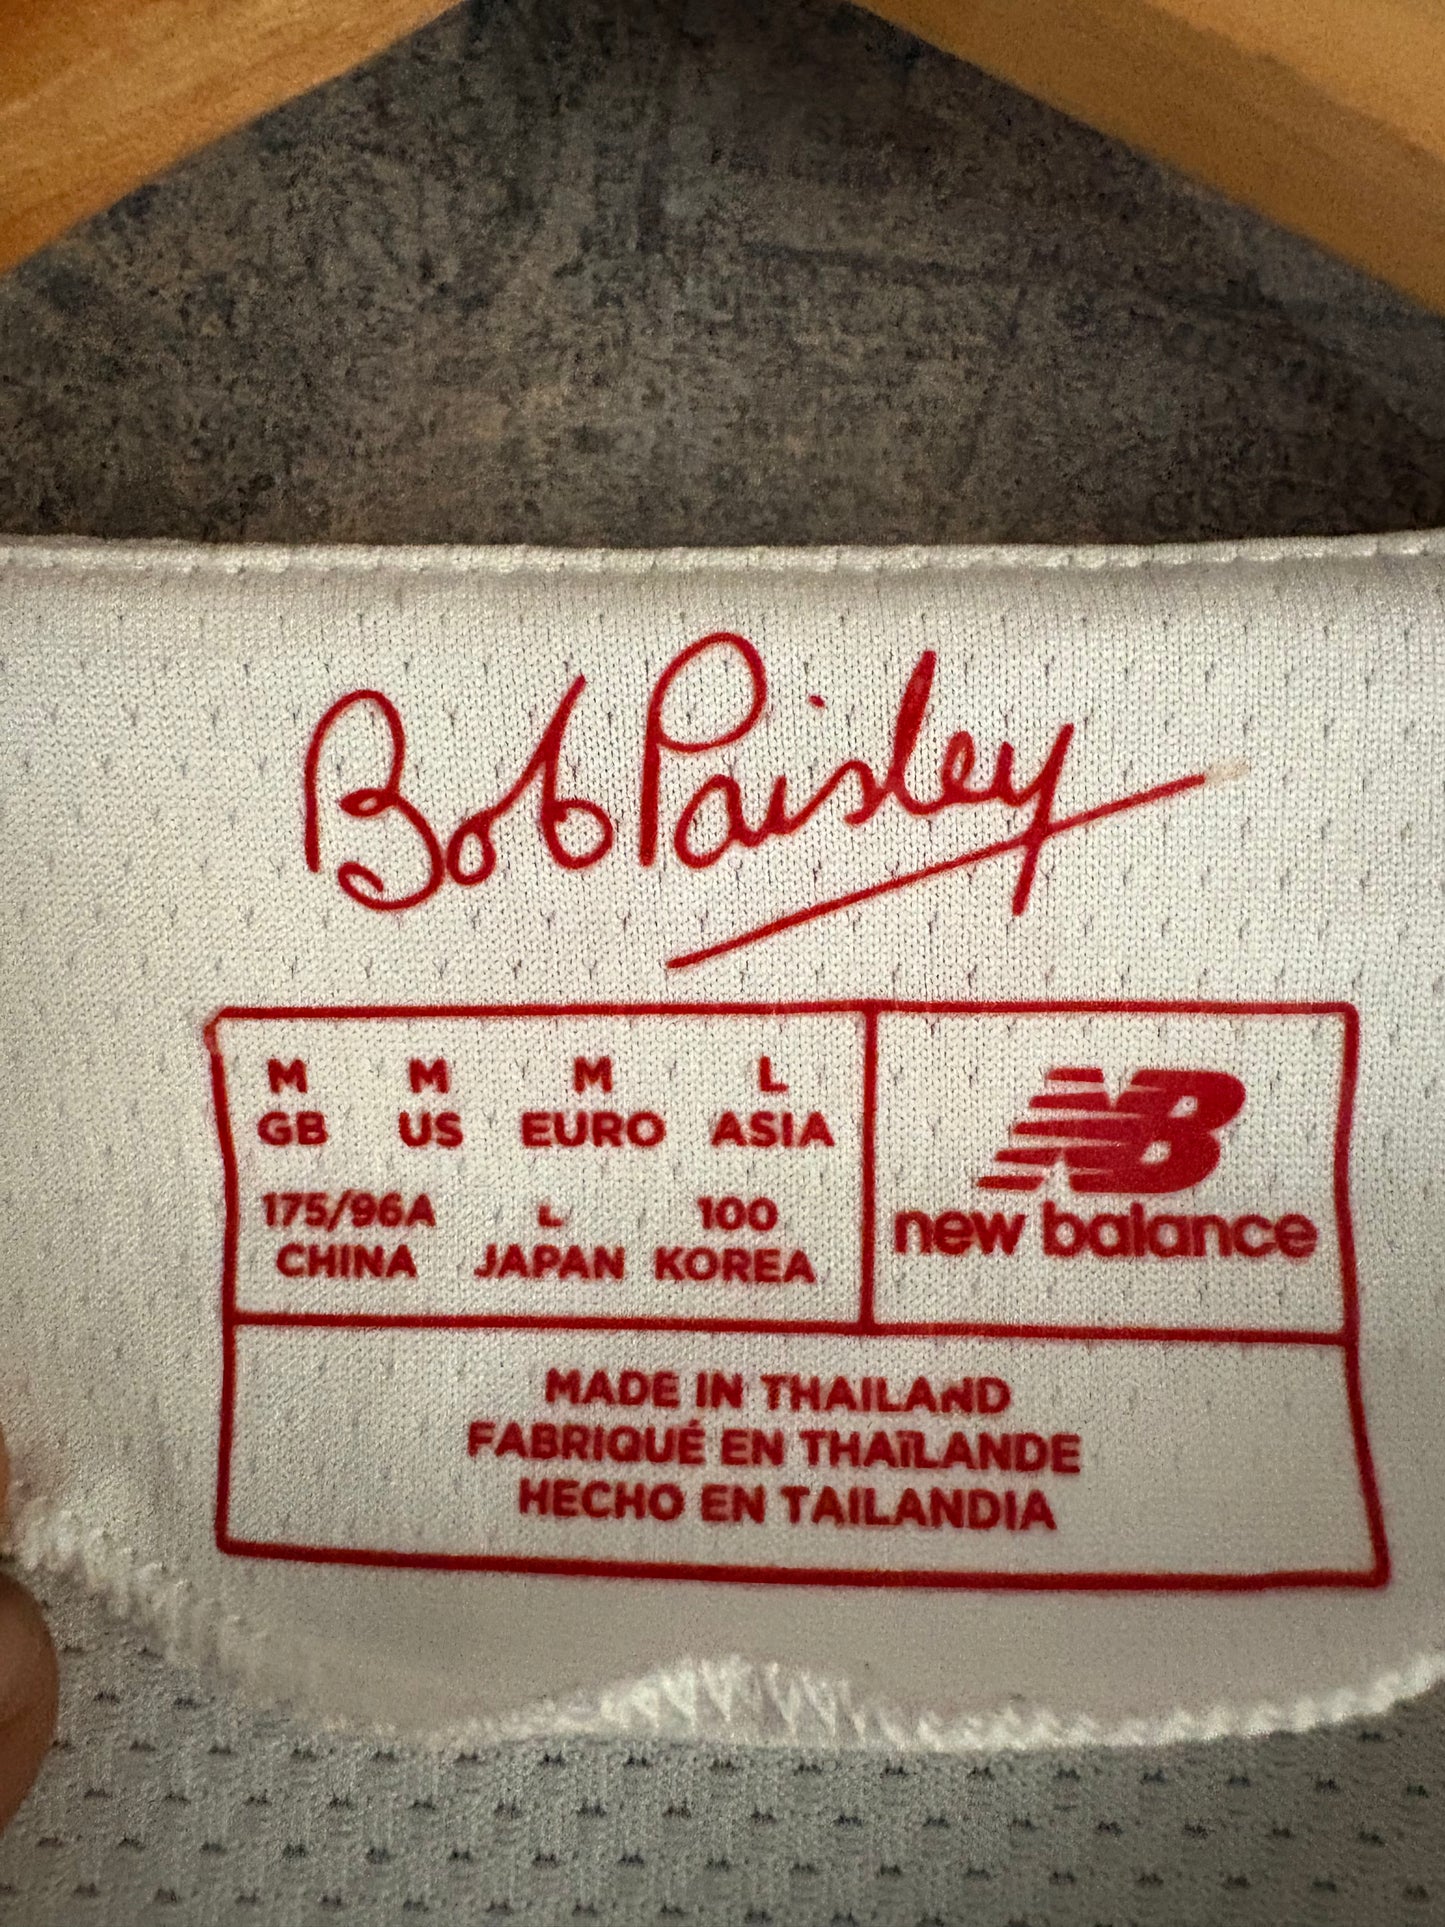 Bob Paisley
M M M L
GB US EURO ASIA
175/96A L 100
CHINA JAPAN KOREA
NB
new balance
MADE IN THAILAND
FABRIQUÉ EN THAÏLANDE
HECHO EN TAILANDIA